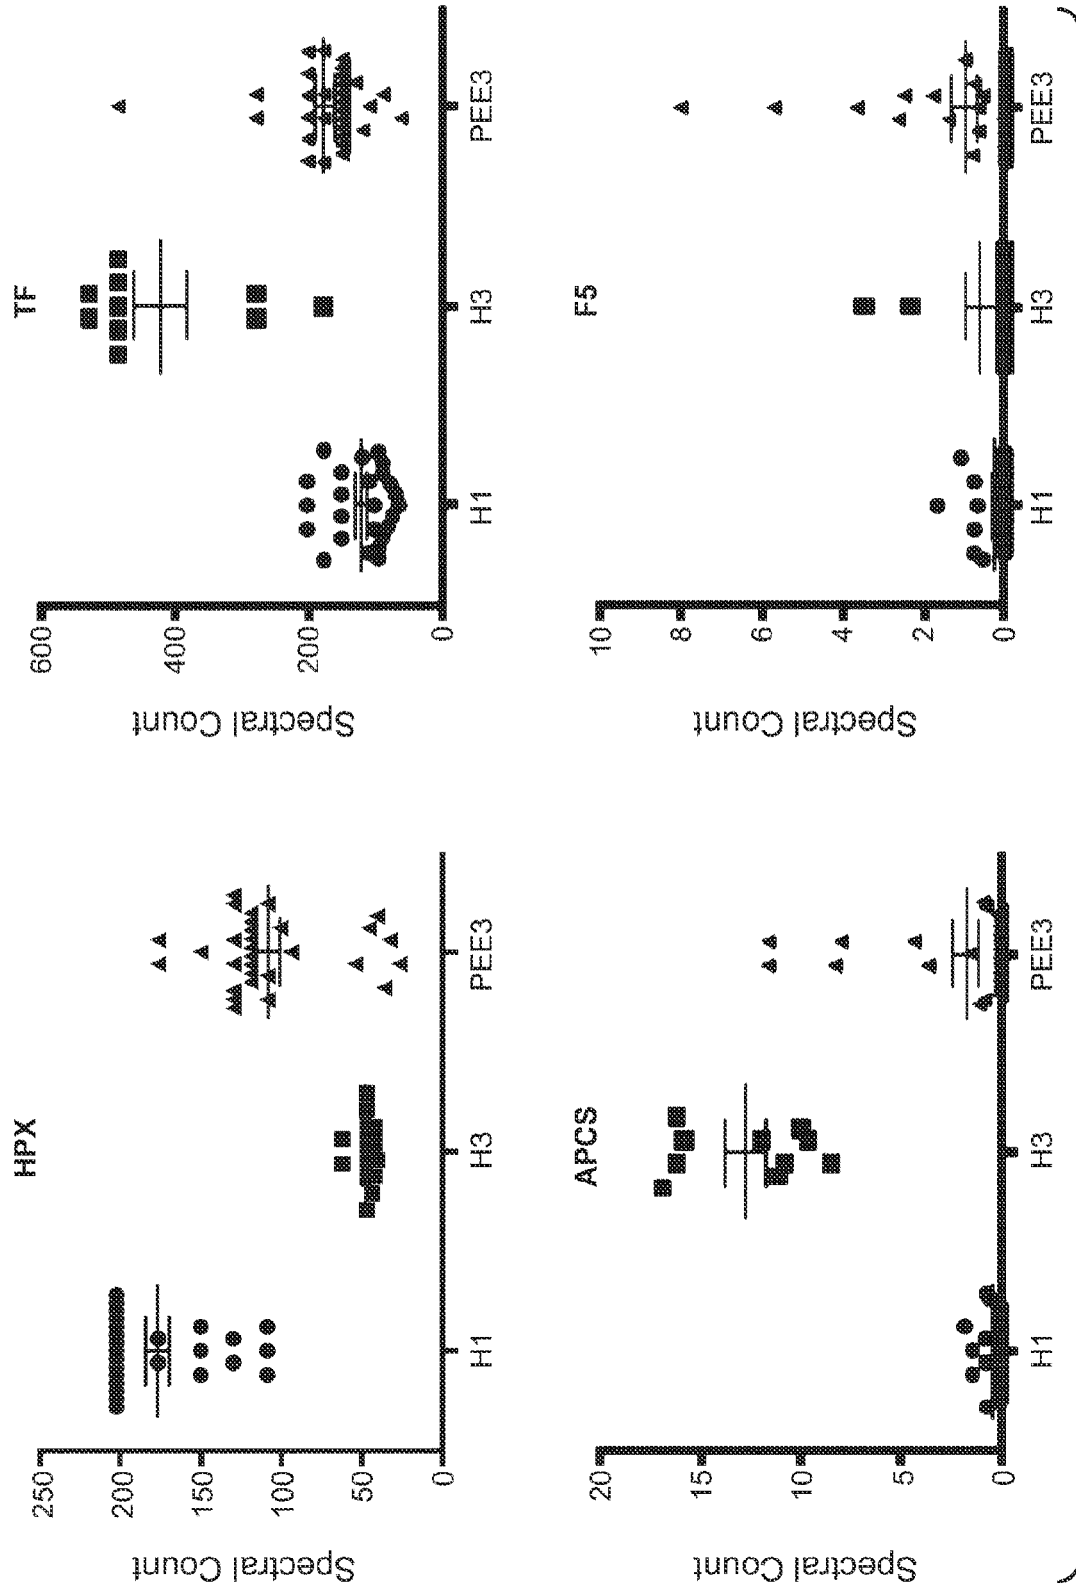 HPX
Spectral Count
250
200
150
100
50
0
H1
H3
PEE3
TF
Spectral Count
600
400
200
0
H1
H3
PEE3
APCS
Spectral Count
20
15
10
5
0
H1
H3
PEE3
F5
Spectral Count
10
8
6
4
2
0
H1
H3
PEE3